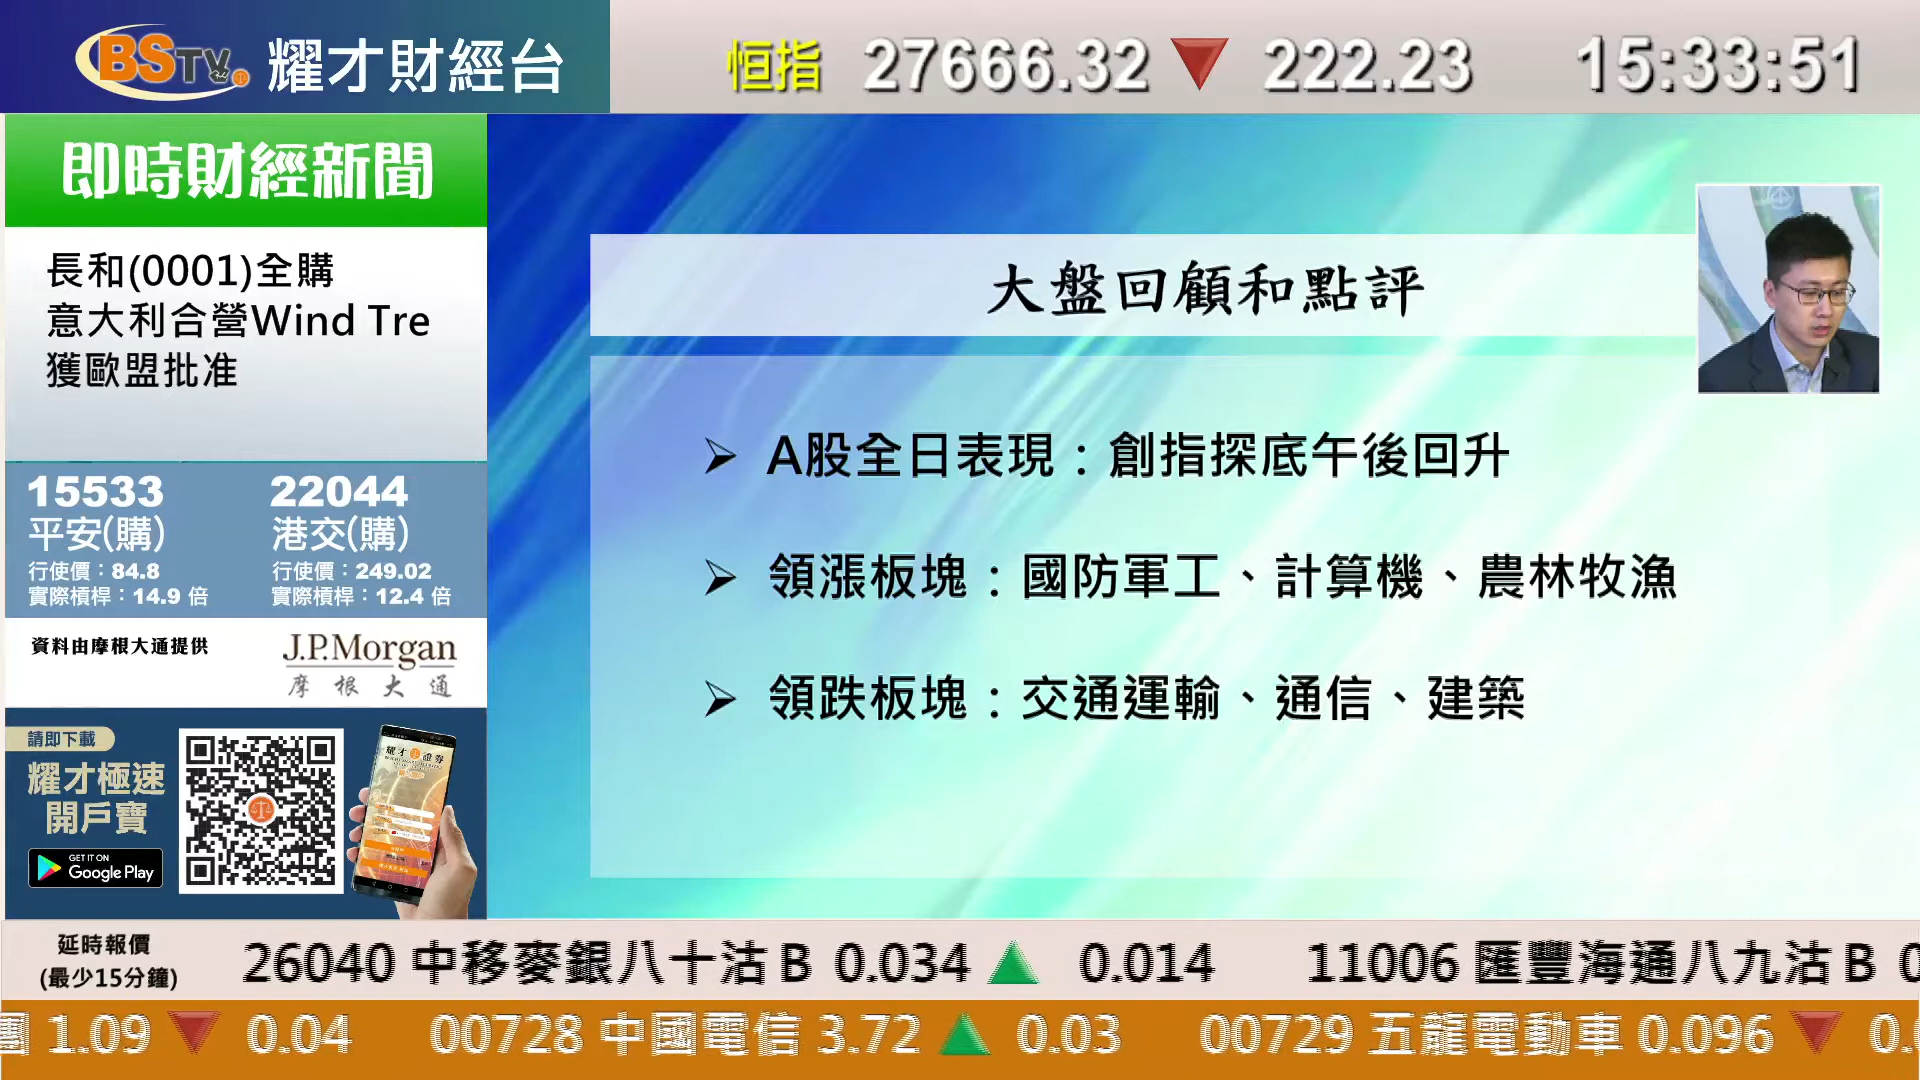 BSTV 耀才財經台
恒指 27666.32 ▼ 222.23 15:33:51
即時財經新聞
長和(0001)全購
意大利合營Wind Tre
獲歐盟批准
15533
平安(購)
行使價：84.8
實際槓桿：14.9 倍
22044
港交(購)
行使價：249.02
實際槓桿：12.4 倍
資料由摩根大通提供
J.P.Morgan
摩根大通
請即下載
耀才極速
開戶寶
GET IT ON
Google Play
耀才證券
大盤回顧和點評
➢ A股全日表現：創指探底午後回升
➢ 領漲板塊：國防軍工、計算機、農林牧漁
➢ 領跌板塊：交通運輸、通信、建築
延時報價
(最少15分鐘)
26040 中移麥銀八十沽B 0.034 ▲ 0.014 11006 匯豐海通八九沽B 0
團 1.09 ▼ 0.04 00728 中國電信 3.72 ▲ 0.03 00729 五龍電動車 0.096 ▼ 0.